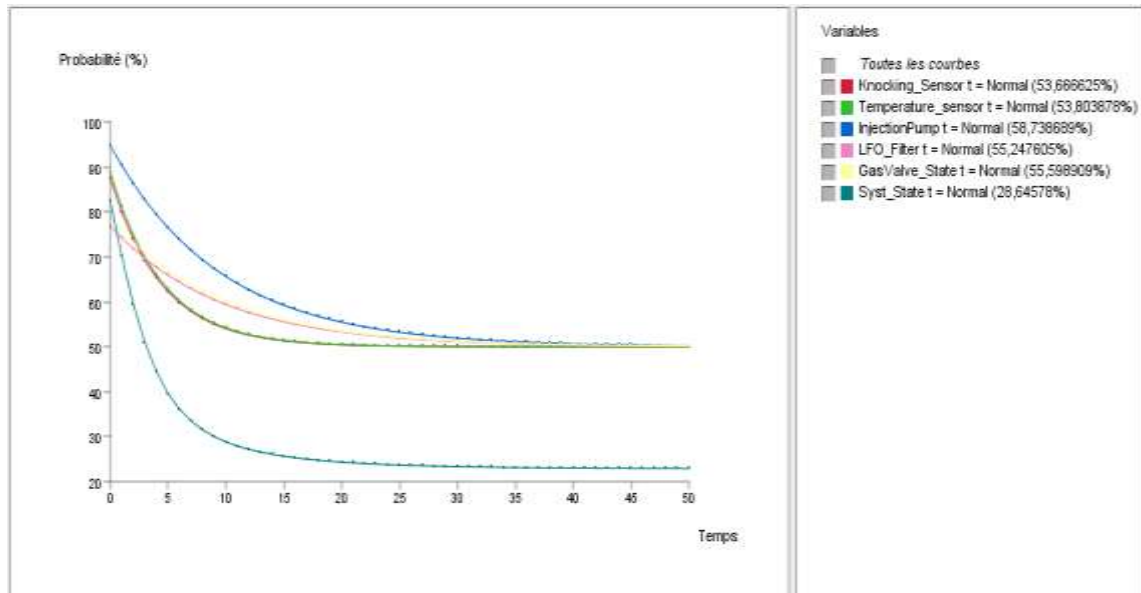 Probabilité (%)
100
90
80
70
60
50
40
30
20
0 5 10 15 20 25 30 35 40 45 50
Temps
Variables
Toutes les courbes
Knocking_Sensor t = Normal (53,666625%)
Temperature_sensor t = Normal (53,803878%)
InjectionPump t = Normal (58,738689%)
LFO_Filter t = Normal (55,247605%)
GasValve_State t = Normal (55,598909%)
Syst_State t = Normal (28,64578%)